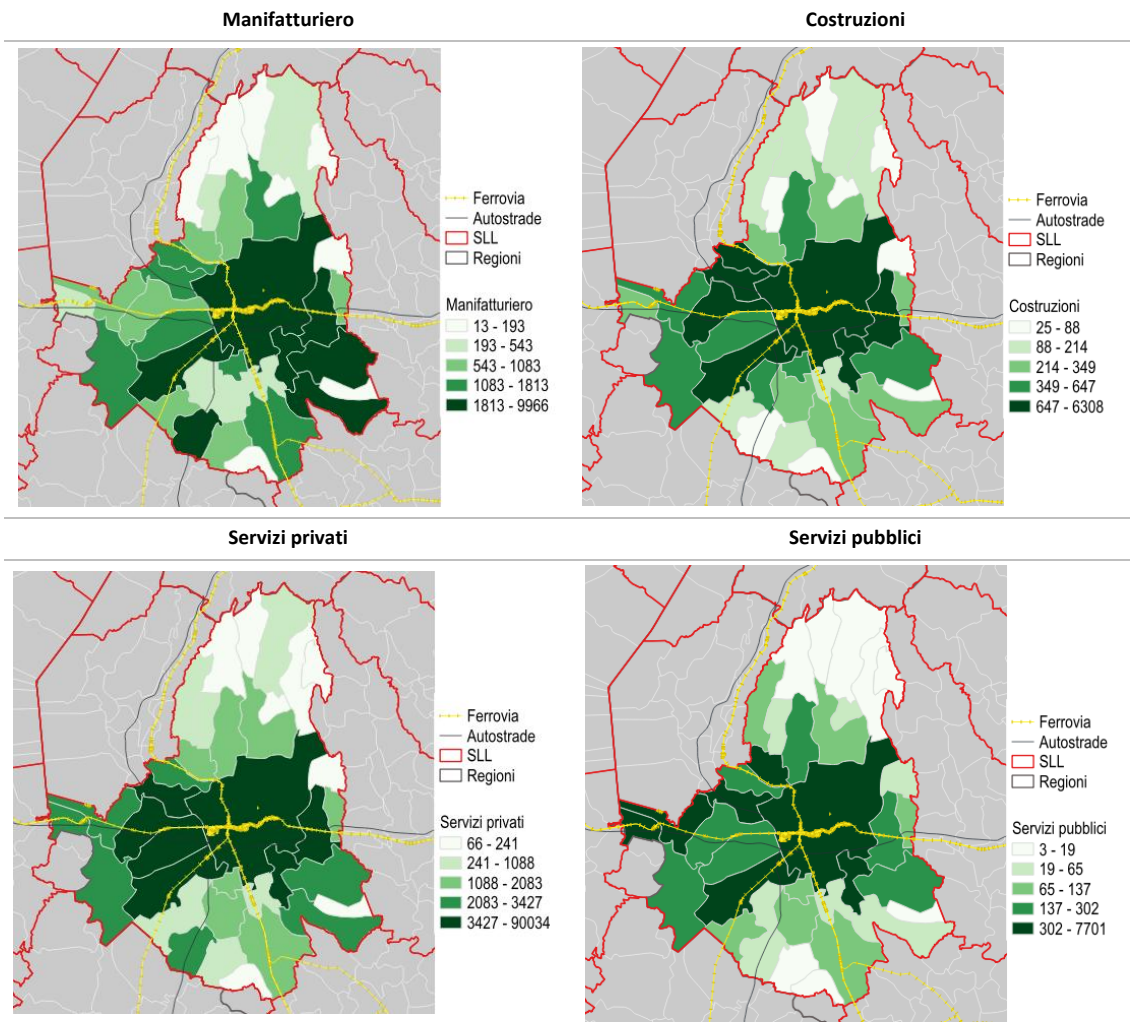 Manifatturiero
Costruzioni
Ferrovia
Autostrade
SLL
Regioni
Manifatturiero
13 - 193
193 - 543
543 - 1083
1083 - 1813
1813 - 9966
Ferrovia
Autostrade
SLL
Regioni
Costruzioni
25 - 88
88 - 214
214 - 349
349 - 647
647 - 6308
Servizi privati
Servizi pubblici
Ferrovia
Autostrade
SLL
Regioni
Servizi privati
66 - 241
241 - 1088
1088 - 2083
2083 - 3427
3427 - 90034
Ferrovia
Autostrade
SLL
Regioni
Servizi pubblici
3 - 19
19 - 65
65 - 137
137 - 302
302 - 7701